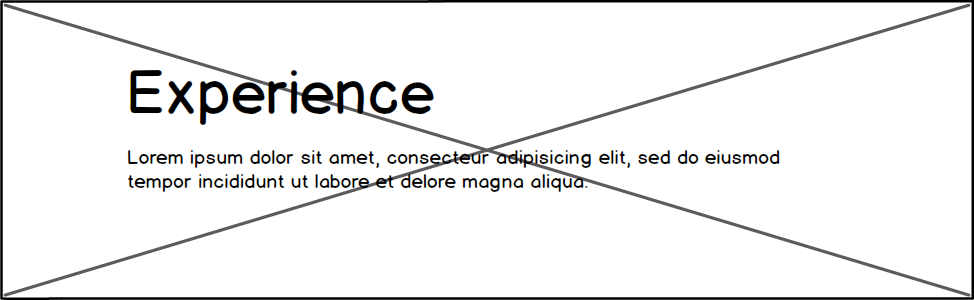 Experience
Lorem ipsum dolor sit amet, consecteur adipisicing elit, sed do eiusmod
tempor incididunt ut labore et delore magna aliqua.